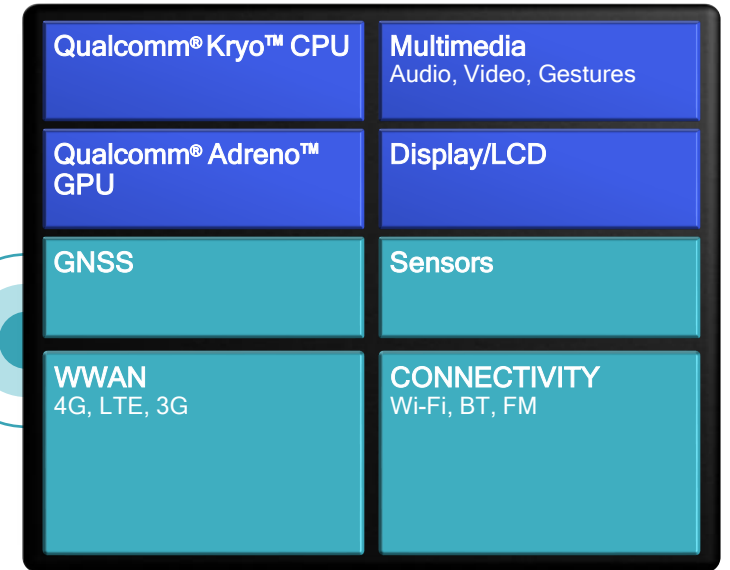 Qualcomm® Kryo™ CPU
Multimedia
Audio, Video, Gestures
Qualcomm® Adreno™
GPU
Display/LCD
GNSS
Sensors
WWAN
4G, LTE, 3G
CONNECTIVITY
Wi-Fi, BT, FM